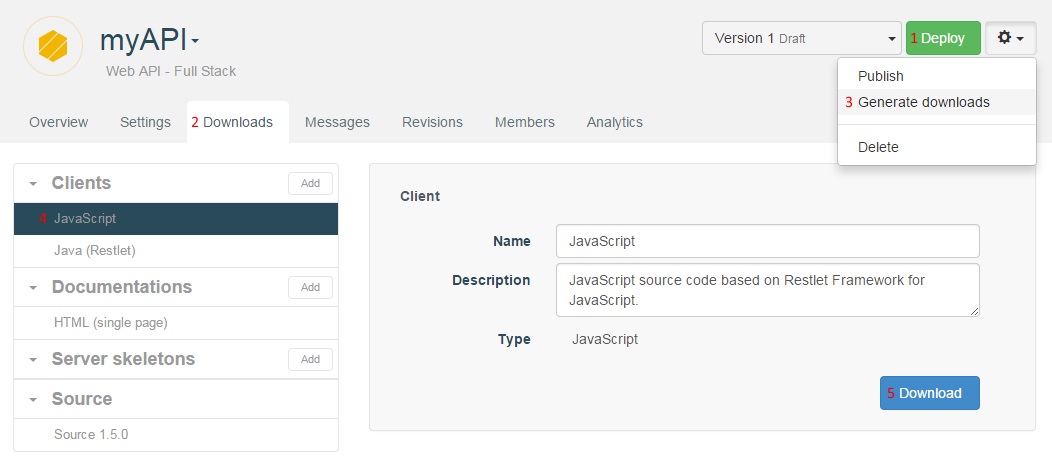 myAPI
Web API - Full Stack
Version 1 Draft
1 Deploy
Publish
3 Generate downloads
Delete
Overview Settings 2 Downloads Messages Revisions Members Analytics
Clients Add
4 JavaScript
Java (Restlet)
Documentations Add
HTML (single page)
Server skeletons Add
Source
Source 1.5.0
Client
Name JavaScript
Description JavaScript source code based on Restlet Framework for
JavaScript.
Type JavaScript
5 Download